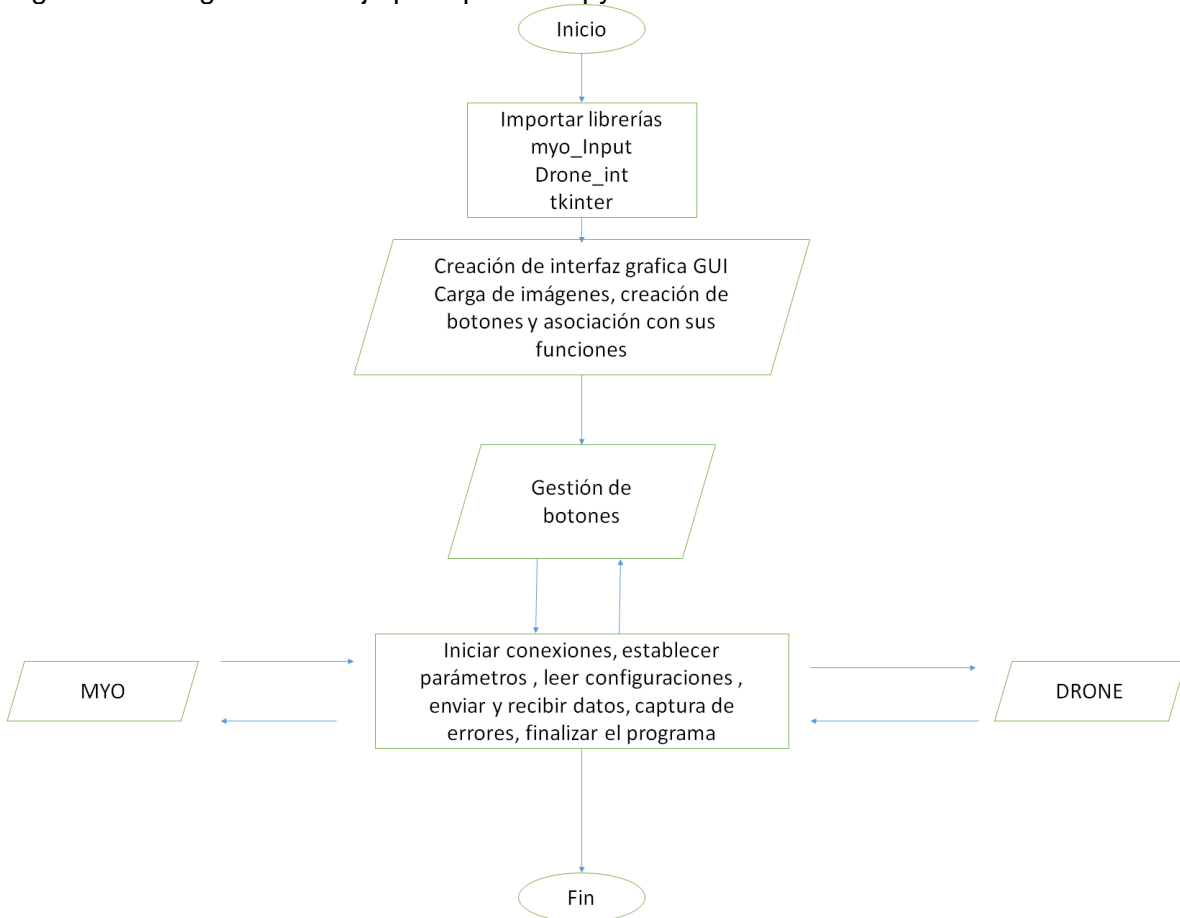 Inicio
Importar librerías
myo_Input
Drone_int
tkinter
Creación de interfaz grafica GUI
Carga de imágenes, creación de
botones y asociación con sus
funciones
Gestión de
botones
Iniciar conexiones, establecer
parámetros , leer configuraciones ,
enviar y recibir datos, captura de
errores, finalizar el programa
MYO
DRONE
Fin